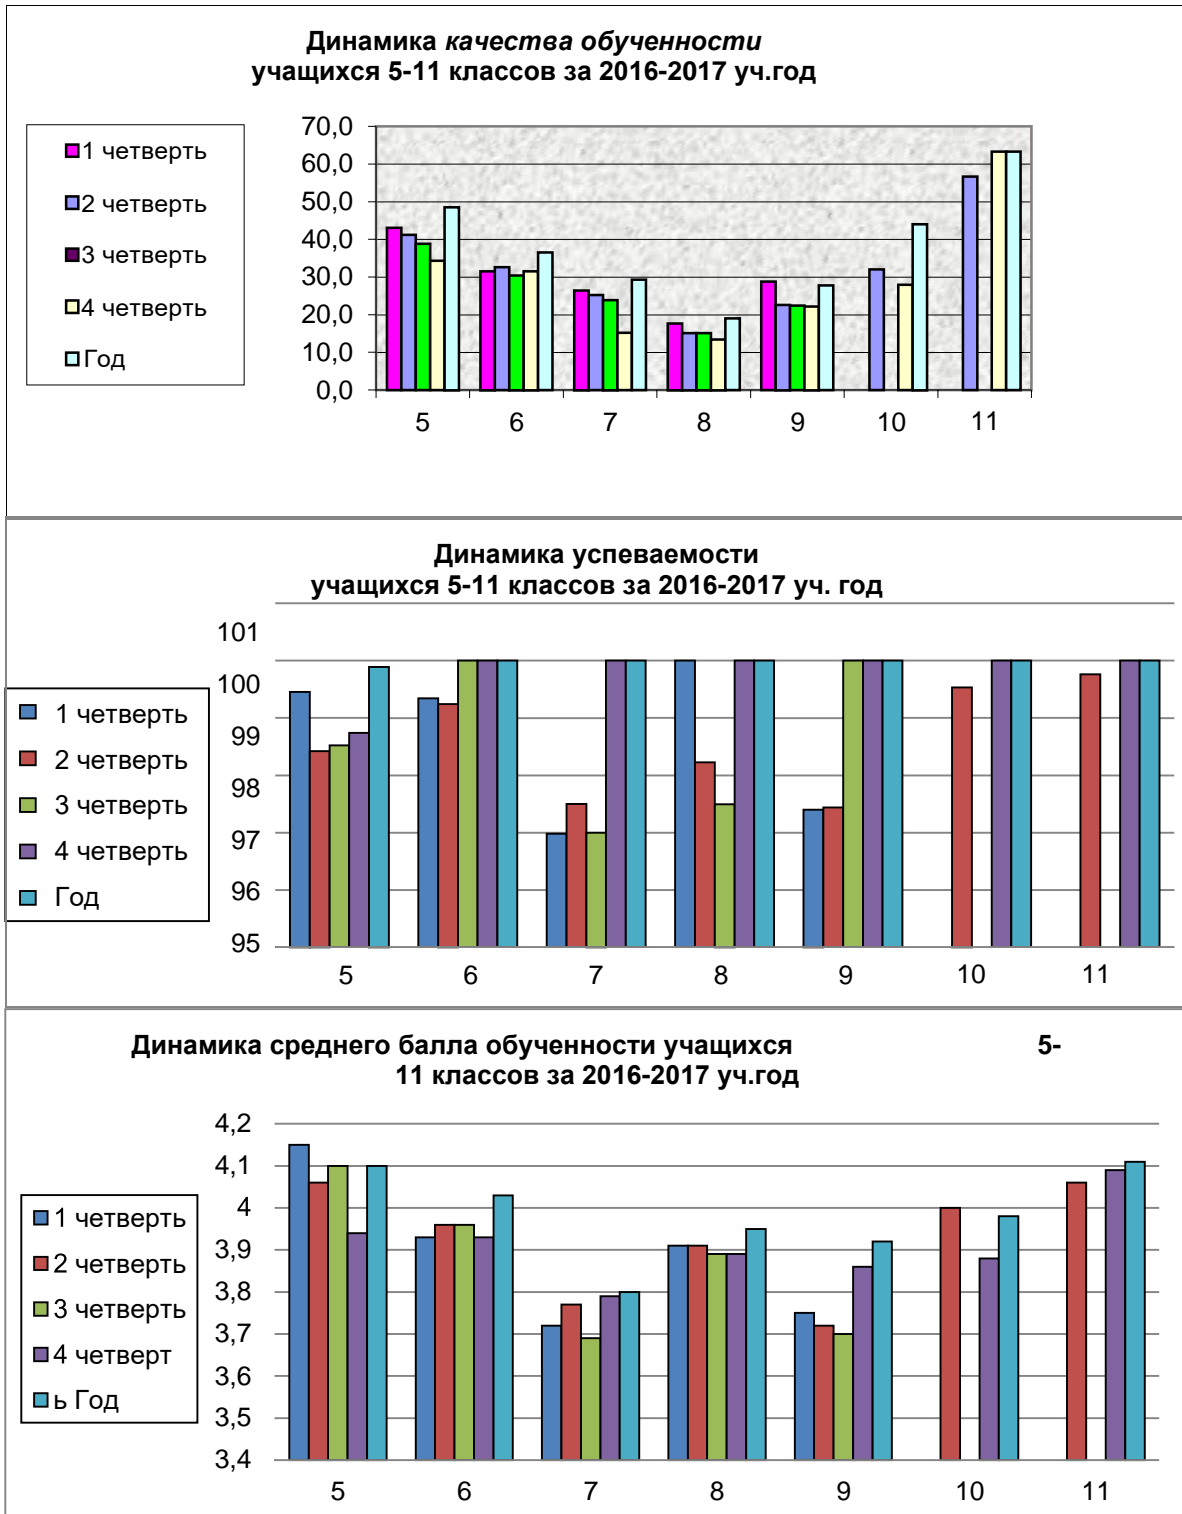 Динамика качества обученности
учащихся 5-11 классов за 2016-2017 уч.год
1 четверть
2 четверть
3 четверть
4 четверть
Год
70,0
60,0
50,0
40,0
30,0
20,0
10,0
0,0
5 6 7 8 9 10 11
Динамика успеваемости
учащихся 5-11 классов за 2016-2017 уч. год
1 четверть
2 четверть
3 четверть
4 четверть
Год
101
100
99
98
97
96
95
5 6 7 8 9 10 11
Динамика среднего балла обученности учащихся 5-
11 классов за 2016-2017 уч.год
1 четверть
2 четверть
3 четверть
4 четверт
ь Год
4,2
4,1
4
3,9
3,8
3,7
3,6
3,5
3,4
5 6 7 8 9 10 11